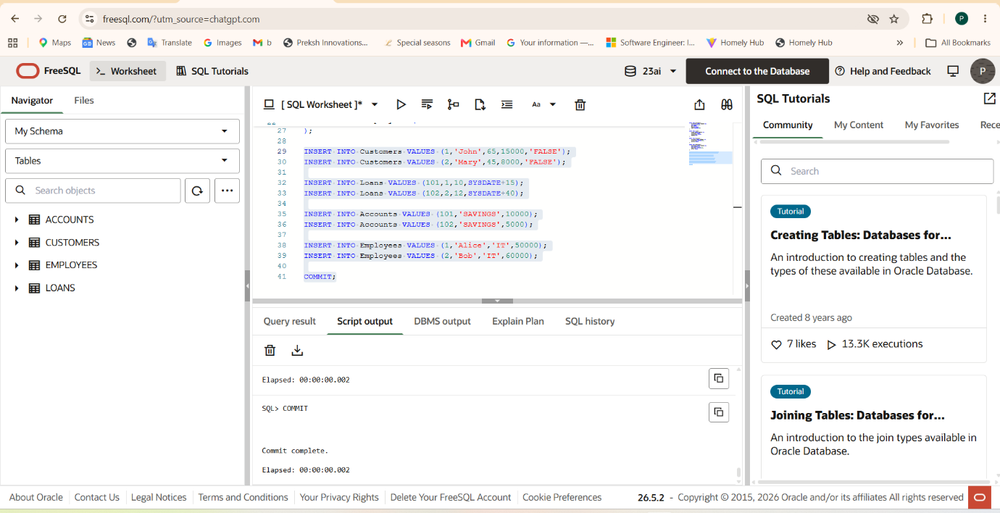 freesql.com/?utm_source=chatgpt.com
P
Maps
News
Translate
Images
b
Preksh Innovations...
Special seasons
Gmail
Your information —...
Software Engineer: I...
Homely Hub
Homely Hub
»
All Bookmarks
FreeSQL
>_ Worksheet
SQL Tutorials
23ai
Connect to the Database
Help and Feedback
P
Navigator
Files
My Schema
Tables
Search objects
ACCOUNTS
CUSTOMERS
EMPLOYEES
LOANS
[ SQL Worksheet ]*
Aa
27 );
28
29 INSERT INTO Customers VALUES (1,'John',65,15000,'FALSE');
30 INSERT INTO Customers VALUES (2,'Mary',45,8000,'FALSE');
31
32 INSERT INTO Loans VALUES (101,1,10,SYSDATE+15);
33 INSERT INTO Loans VALUES (102,2,12,SYSDATE+40);
34
35 INSERT INTO Accounts VALUES (101,'SAVINGS',10000);
36 INSERT INTO Accounts VALUES (102,'SAVINGS',5000);
37
38 INSERT INTO Employees VALUES (1,'Alice','IT',50000);
39 INSERT INTO Employees VALUES (2,'Bob','IT',60000);
40
41 COMMIT;
Query result
Script output
DBMS output
Explain Plan
SQL history
Elapsed: 00:00:00.002
SQL> COMMIT
Commit complete.
Elapsed: 00:00:00.002
SQL Tutorials
Community
My Content
My Favorites
Rece
Search
Tutorial
Creating Tables: Databases for...
An introduction to creating tables and the
types of these available in Oracle Database.
Created 8 years ago
7 likes
13.3K executions
Tutorial
Joining Tables: Databases for...
An introduction to the join types available in
Oracle Database.
About Oracle
Contact Us
Legal Notices
Terms and Conditions
Your Privacy Rights
Delete Your FreeSQL Account
Cookie Preferences
26.5.2 - Copyright © 2015, 2026 Oracle and/or its affiliates All rights reserved